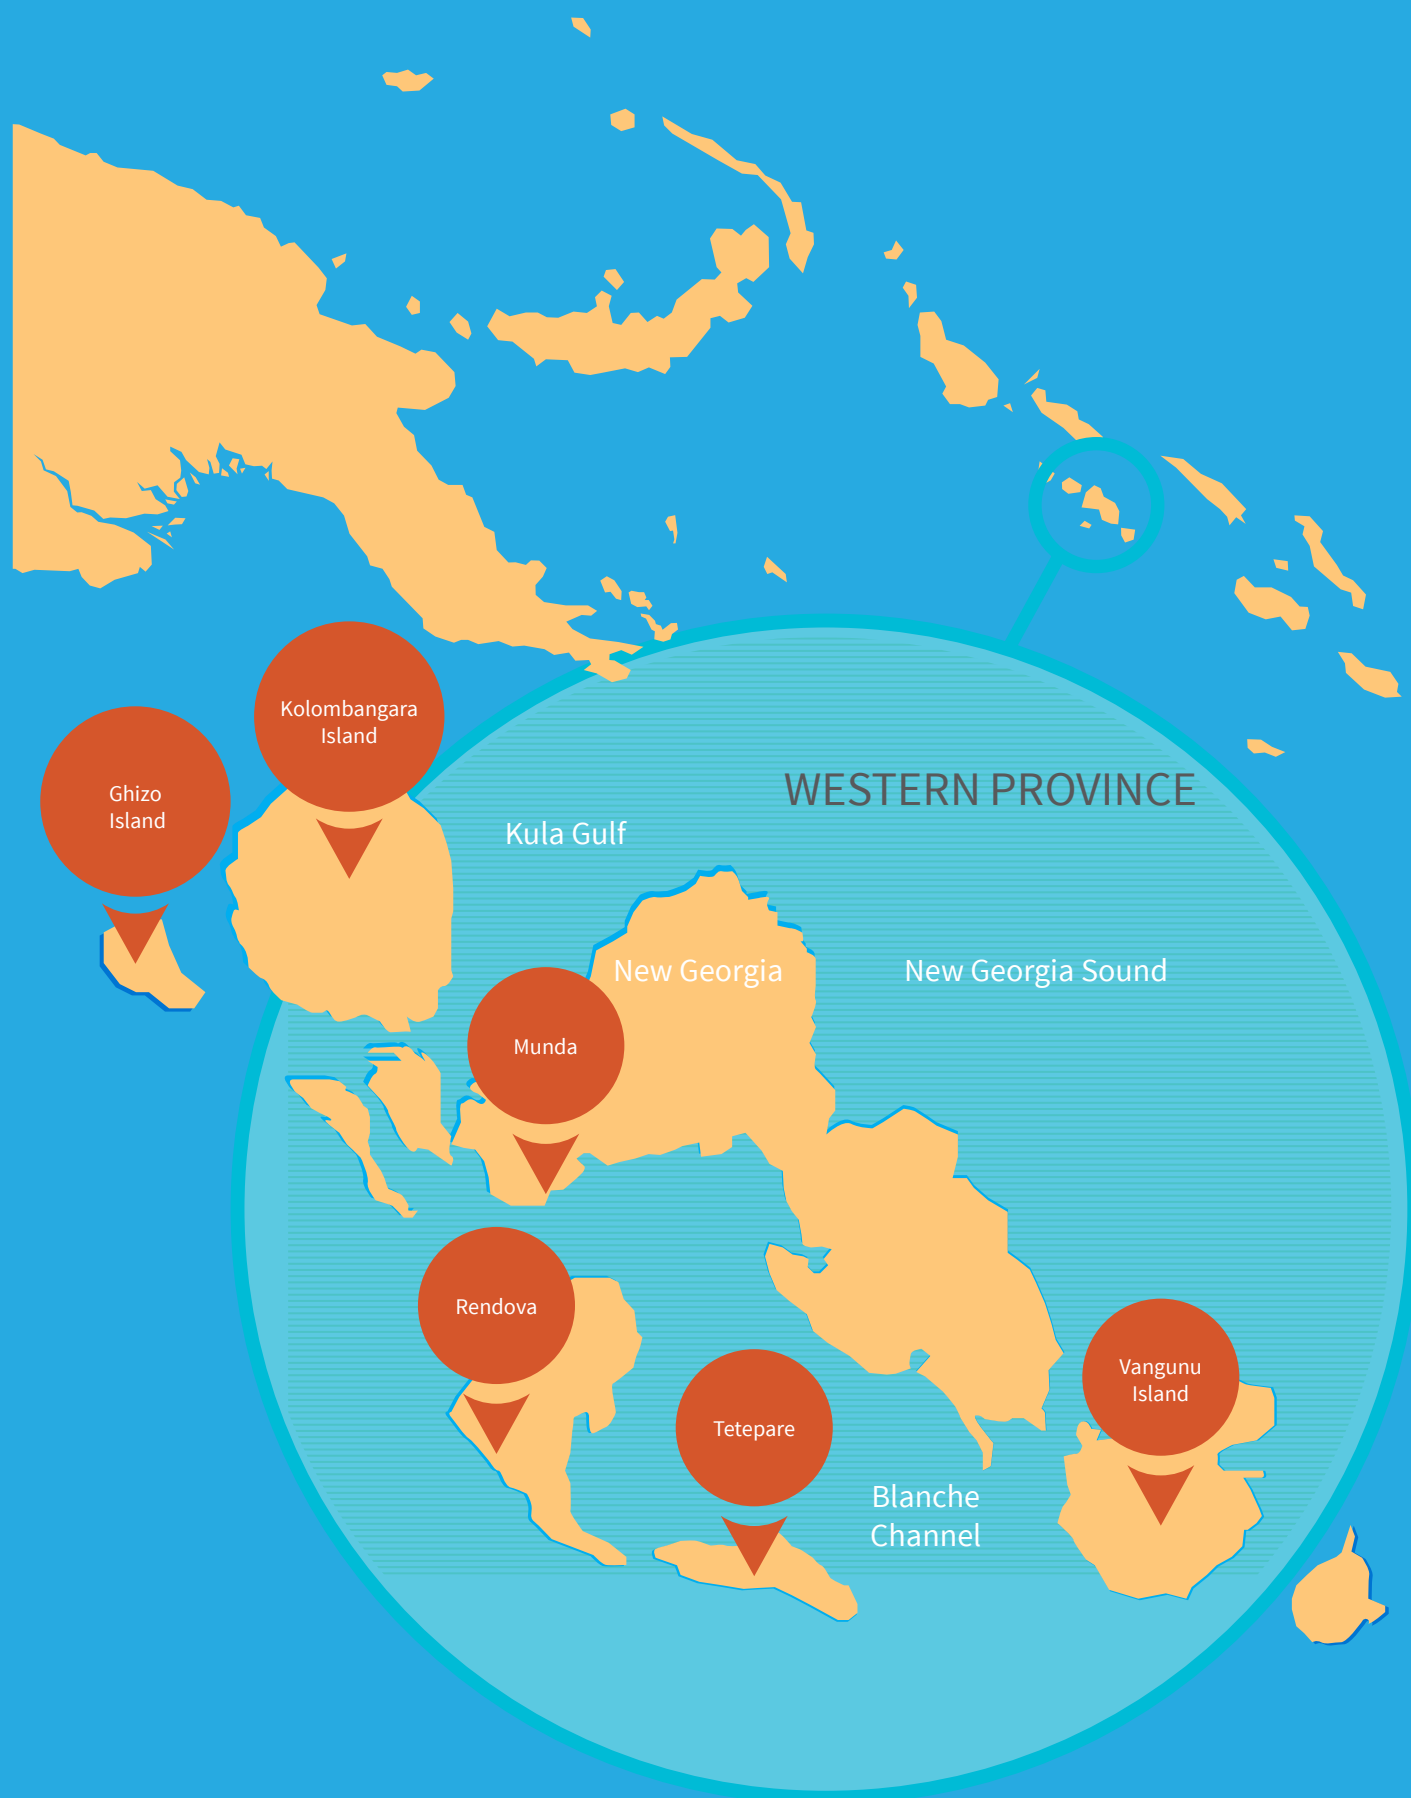 Kolombangara
Island
Ghizo
Island
WESTERN PROVINCE
Kula Gulf
New Georgia
New Georgia Sound
Munda
Rendova
Vangunu
Island
Tetepare
Blanche
Channel